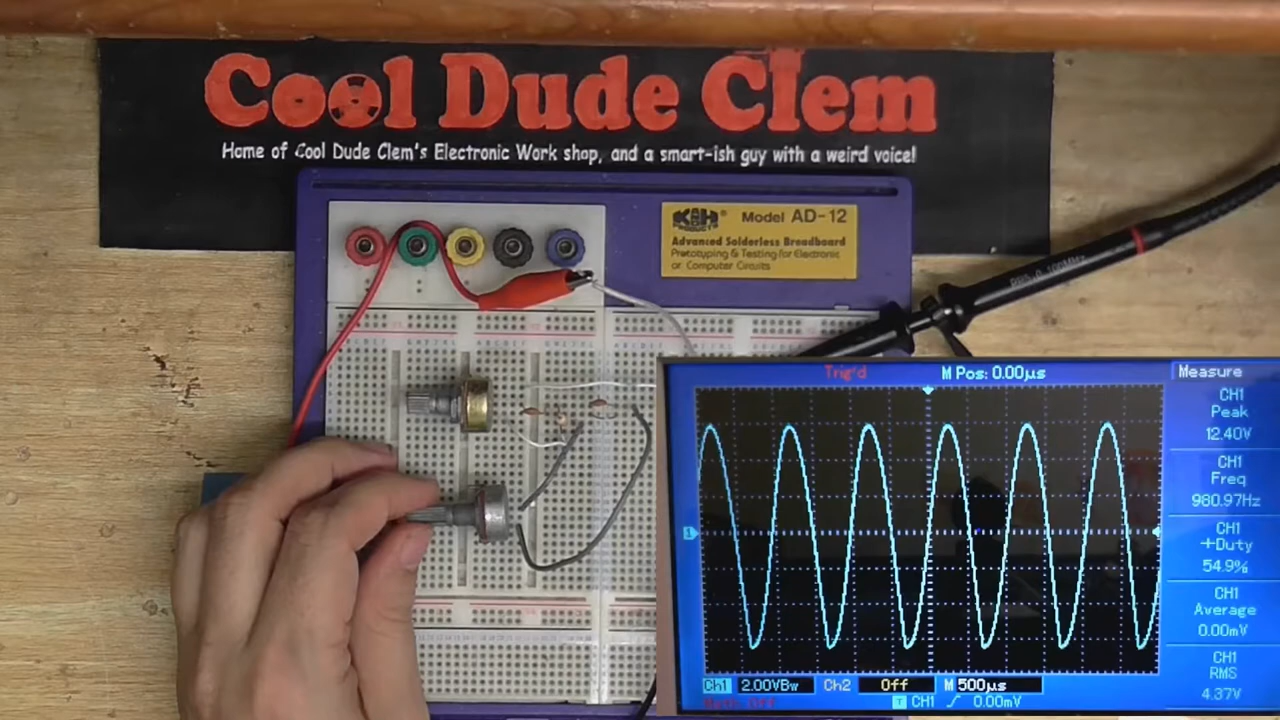 Cool Dude Clem
Home of Cool Dude Clem's Electronic Work shop, and a smart-ish guy with a weird voice!
K&H® Model AD-12
PRODUCTS
Advanced Solderless Breadboard
Prototyping & Testing for Electronic
or Computer Circuits
Trig'd M Pos: 0.00μs Measure
CH1
Peak
12.40V
CH1
Freq
980.97Hz
CH1
+Duty
54.9%
CH1
Average
0.00mV
CH1
RMS
4.37V
1
Ch1 2.00VBw Ch2 Off M 500μs
T CH1 0.00mV